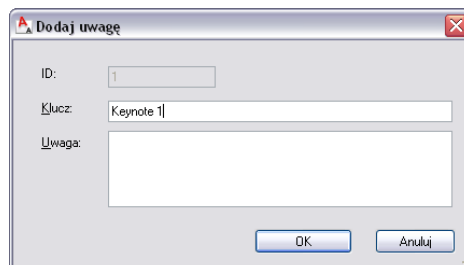 Dodaj uwagę
ID: 1
Klucz: Keynote 1
Uwaga:
OK Anuluj